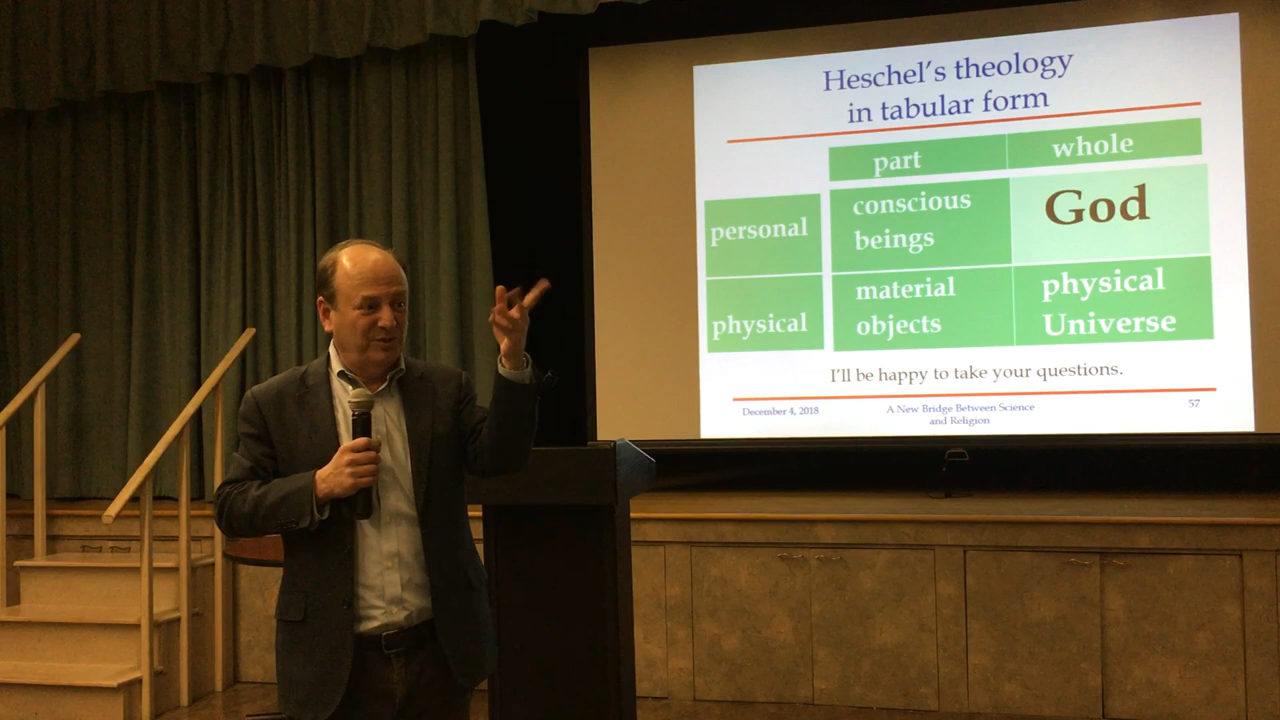 Heschel's theology
in tabular form
part whole
personal
conscious
beings
God
physical
material
objects
physical
Universe
I'll be happy to take your questions.
December 4, 2018
A New Bridge Between Science
and Religion
57